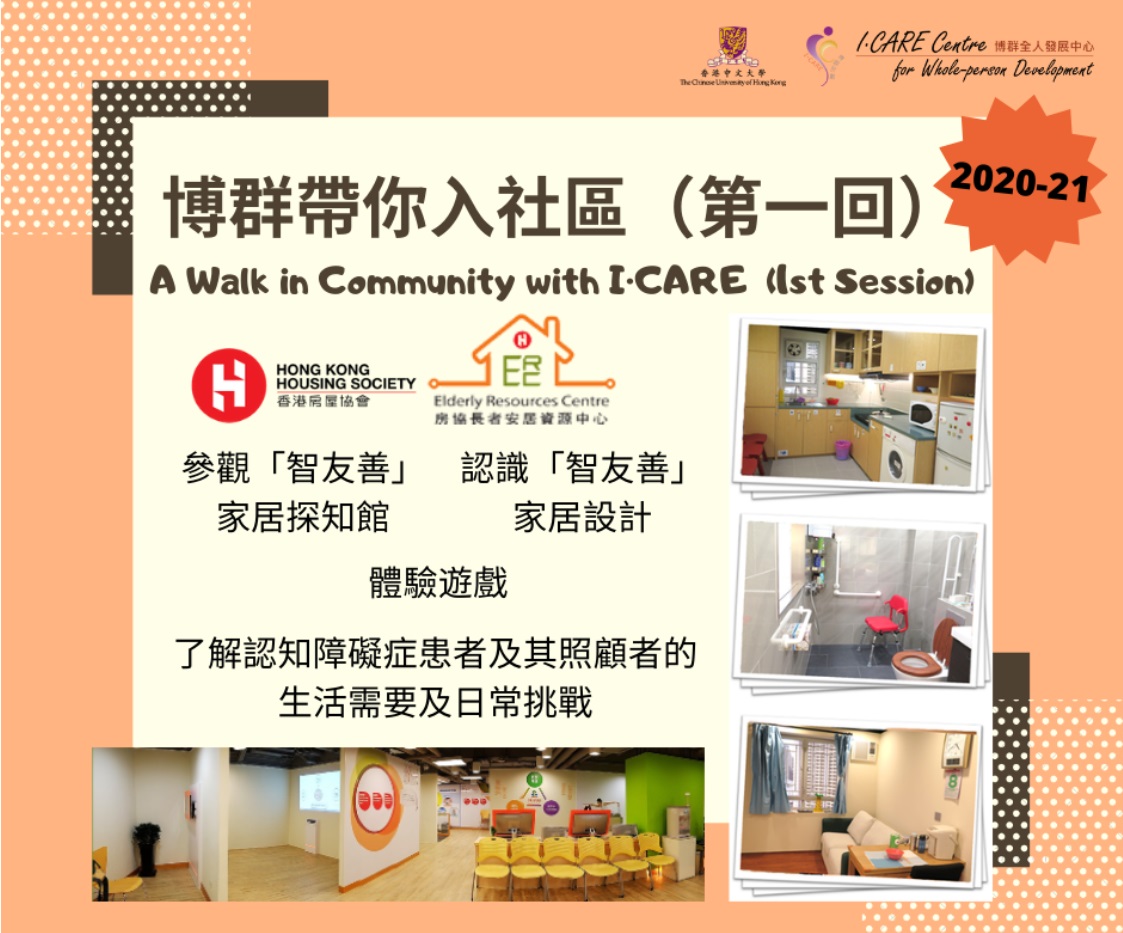 香港中文大學
The Chinese University of Hong Kong
I·CARE Centre 博群全人發展中心
for Whole-person Development
2020-21
博群帶你入社區（第一回）
A Walk in Community with I·CARE (1st Session)
HONG KONG
HOUSING SOCIETY
香港房屋協會
Elderly Resources Centre
房協長者安居資源中心
參觀「智友善」
家居探知館
認識「智友善」
家居設計
體驗遊戲
了解認知障礙症患者及其照顧者的
生活需要及日常挑戰